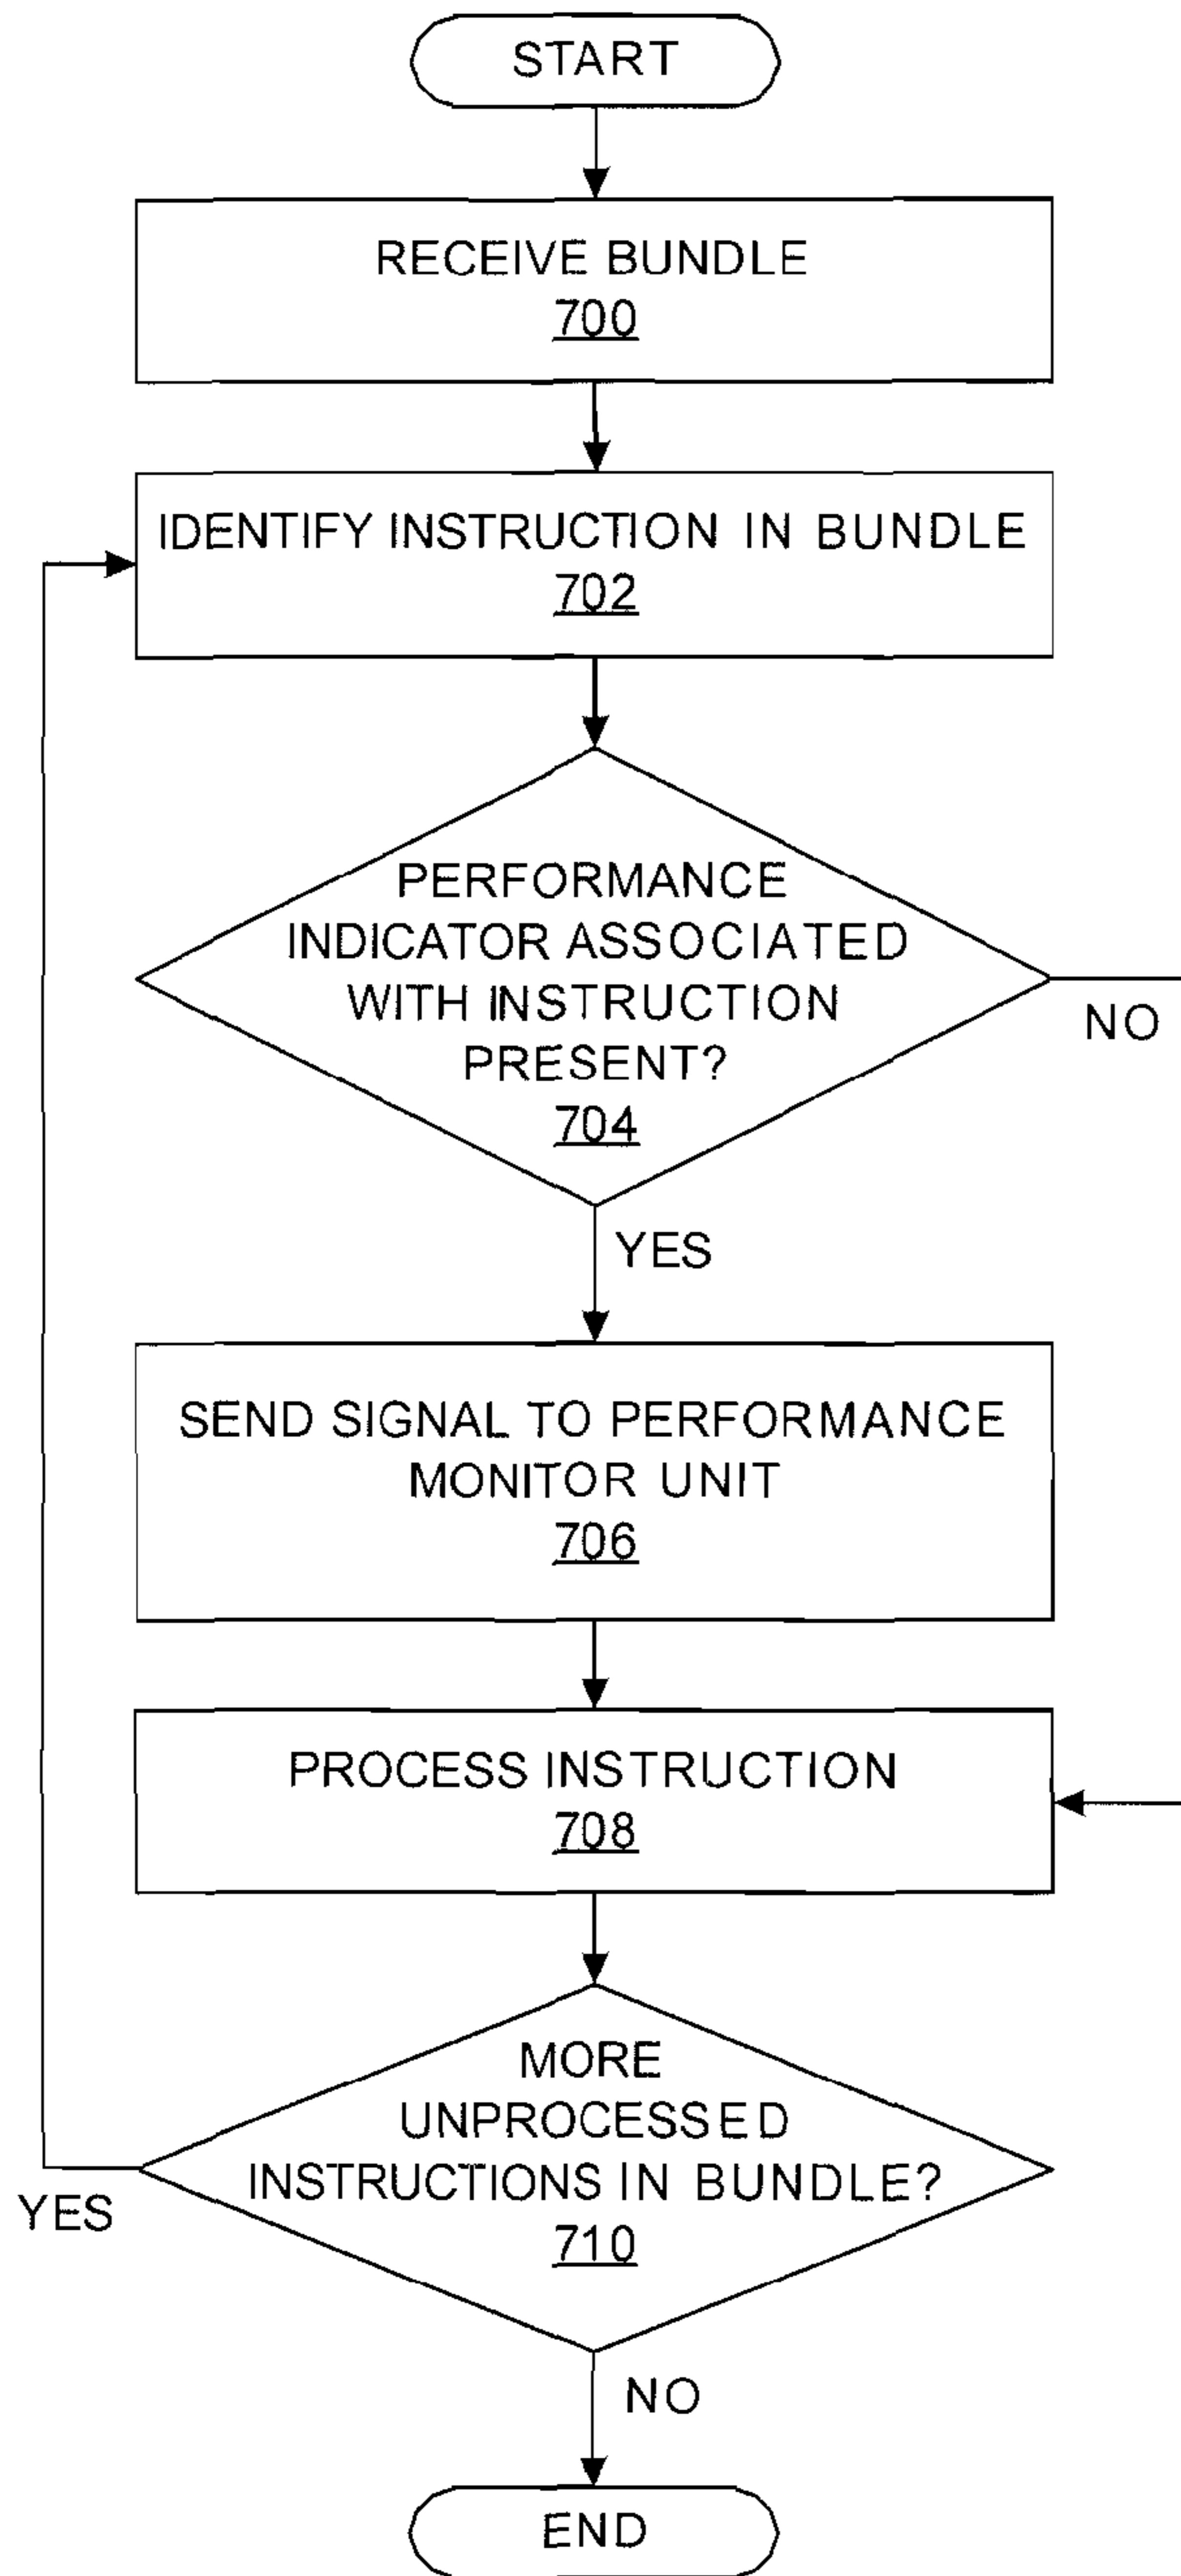 START
RECEIVE BUNDLE
700
IDENTIFY INSTRUCTION IN BUNDLE
702
PERFORMANCE
INDICATOR ASSOCIATED
WITH INSTRUCTION
PRESENT?
704
NO
YES
SEND SIGNAL TO PERFORMANCE
MONITOR UNIT
706
PROCESS INSTRUCTION
708
MORE
UNPROCESSED
INSTRUCTIONS IN BUNDLE?
710
YES
NO
END